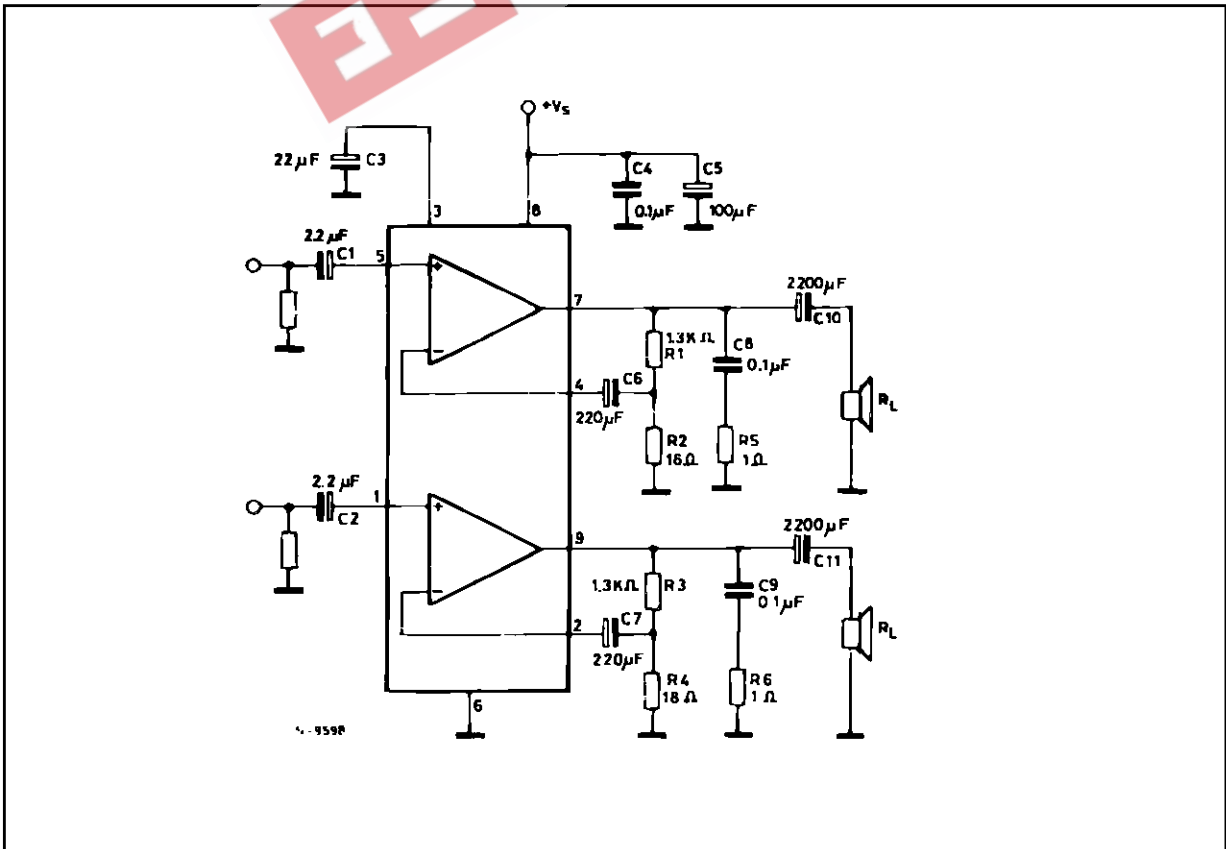 +Vs
22µF C3
C4
C5
3
8
0.1µF
100µF
2.2µF
C1
5
+
7
2200µF
C10
1.3KΩ
R1
C8
0.1µF
−
4
C6
220µF
RL
R2
R5
1Ω
2.2µF
1
C2
+
9
2200µF
C11
1.3KΩ R3
C9
0.1µF
−
2
C7
220µF
RL
R4
18Ω
R6
1Ω
6